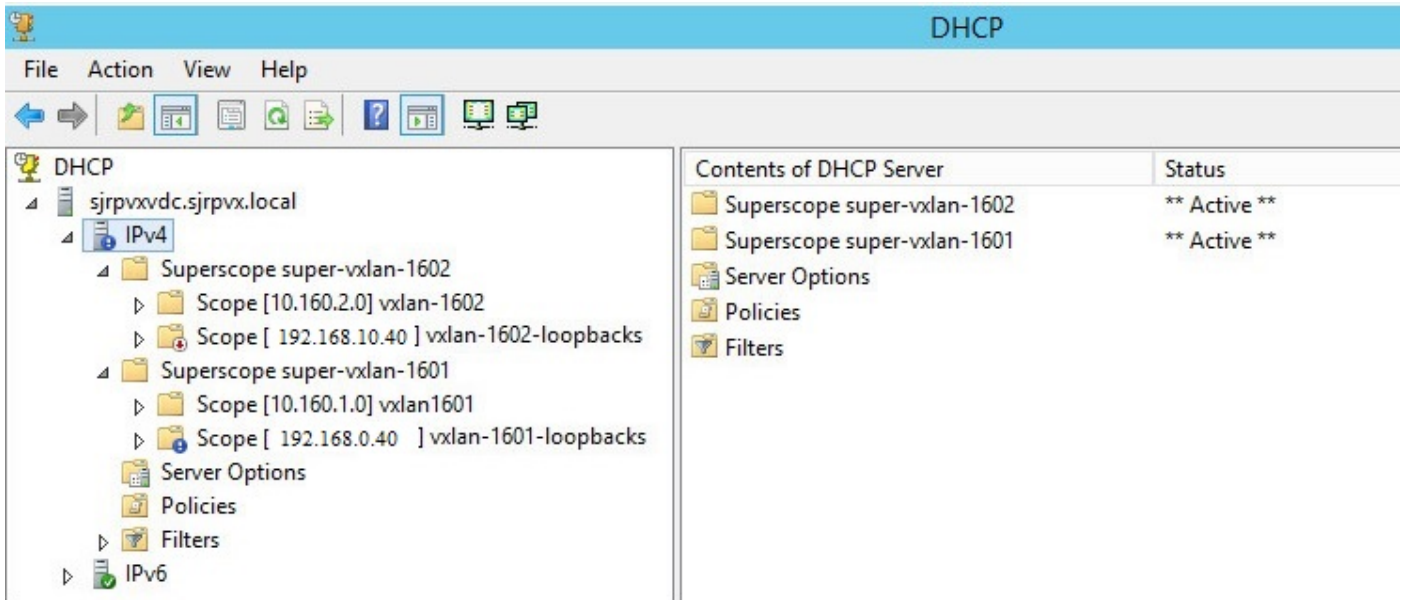 DHCP
File Action View Help
DHCP
sjrpvxvdc.sjrpvx.local
IPv4
Superscope super-vxlan-1602
Scope [10.160.2.0] vxlan-1602
Scope [ 192.168.10.40 ] vxlan-1602-loopbacks
Superscope super-vxlan-1601
Scope [10.160.1.0] vxlan1601
Scope [ 192.168.0.40 ] vxlan-1601-loopbacks
Server Options
Policies
Filters
IPv6
Contents of DHCP Server Status
Superscope super-vxlan-1602 ** Active **
Superscope super-vxlan-1601 ** Active **
Server Options
Policies
Filters